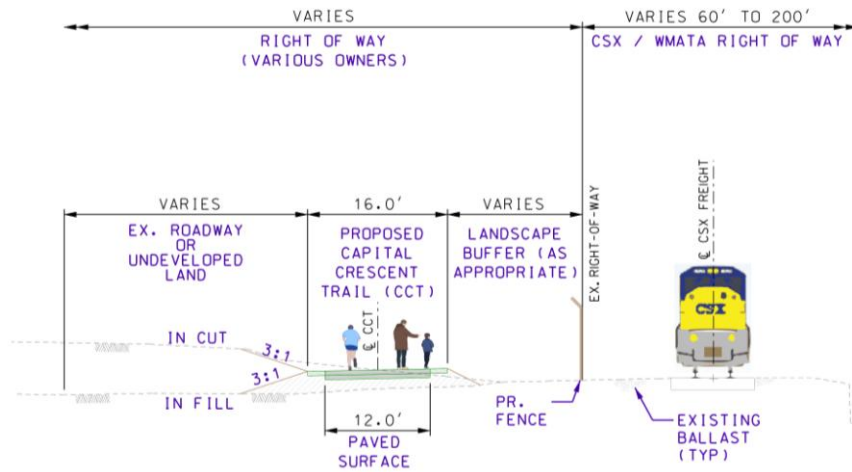 VARIES
VARIES 60' TO 200'
RIGHT OF WAY
(VARIOUS OWNERS)
CSX / WMATA RIGHT OF WAY
VARIES
16.0'
VARIES
EX. ROADWAY
OR
UNDEVELOPED
LAND
PROPOSED
CAPITAL
CRESCENT
TRAIL (CCT)
LANDSCAPE
BUFFER (AS
APPROPRIATE)
EX. RIGHT-OF-WAY
℄ CSX FREIGHT
CSX
℄ CCT
IN CUT
3:1
3:1
IN FILL
12.0'
PAVED
SURFACE
PR.
FENCE
EXISTING
BALLAST
(TYP)